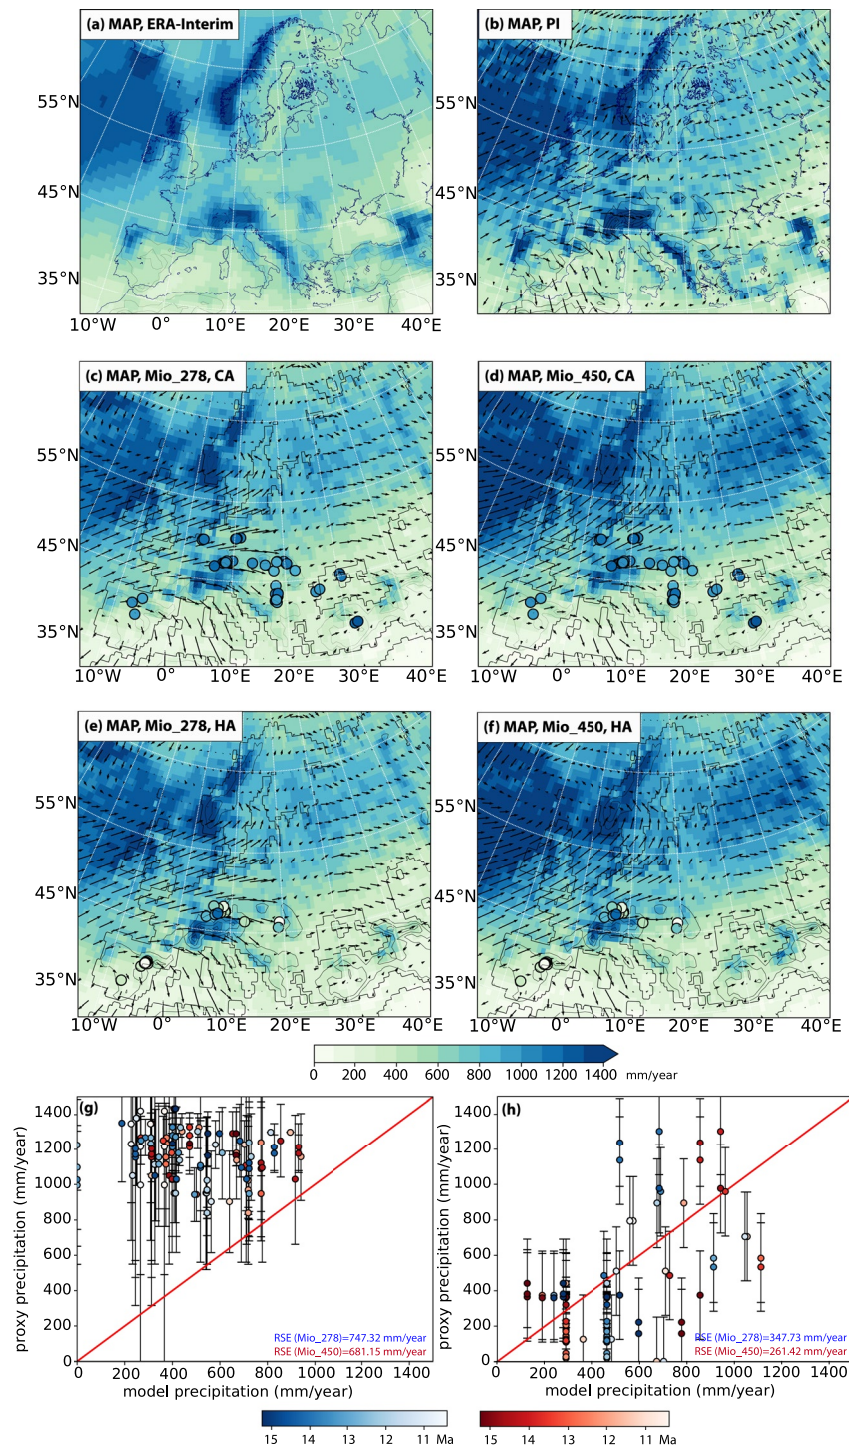 (a) MAP, ERA-Interim
(b) MAP, PI
55°N
45°N
35°N
55°N
45°N
35°N
10°W 0° 10°E 20°E 30°E 40°E
10°W 0° 10°E 20°E 30°E 40°E
(c) MAP, Mio_278, CA
(d) MAP, Mio_450, CA
55°N
45°N
35°N
55°N
45°N
35°N
10°W 0° 10°E 20°E 30°E 40°E
10°W 0° 10°E 20°E 30°E 40°E
(e) MAP, Mio_278, HA
(f) MAP, Mio_450, HA
55°N
45°N
35°N
55°N
45°N
35°N
10°W 0° 10°E 20°E 30°E 40°E
10°W 0° 10°E 20°E 30°E 40°E
0 200 400 600 800 1000 1200 1400 mm/year
(g)
proxy precipitation (mm/year)
1400
1200
1000
800
600
400
200
0
RSE (Mio_278)=747.32 mm/year
RSE (Mio_450)=681.15 mm/year
0 200 400 600 800 1000 1200 1400
model precipitation (mm/year)
(h)
proxy precipitation (mm/year)
1400
1200
1000
800
600
400
200
0
RSE (Mio_278)=347.73 mm/year
RSE (Mio_450)=261.42 mm/year
0 200 400 600 800 1000 1200 1400
model precipitation (mm/year)
15 14 13 12 11 Ma
15 14 13 12 11 Ma